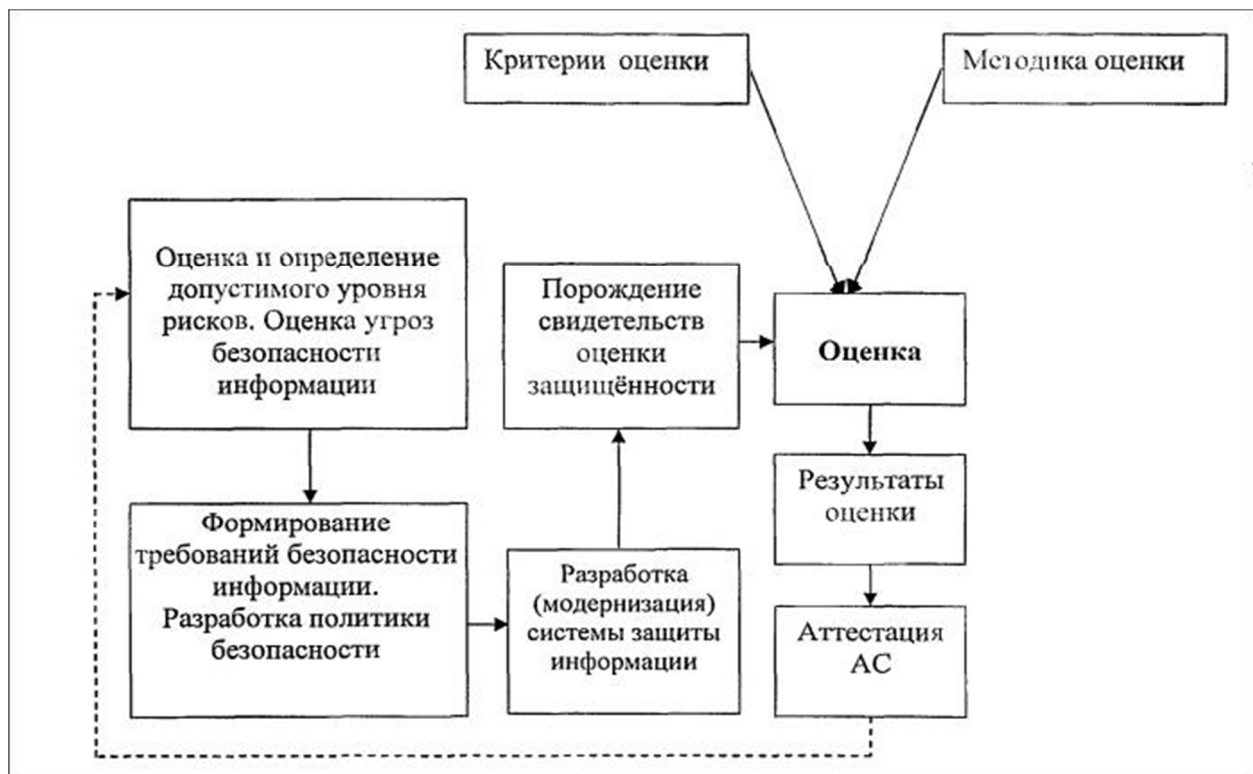 Критерии оценки
Методика оценки
Оценка и определение
допустимого уровня
рисков. Оценка угроз
безопасности
информации
Порождение
свидетельств
оценки
защищённости
Оценка
Результаты
оценки
Формирование
требований безопасности
информации.
Разработка политики
безопасности
Разработка
(модернизация)
системы защиты
информации
Аттестация
АС